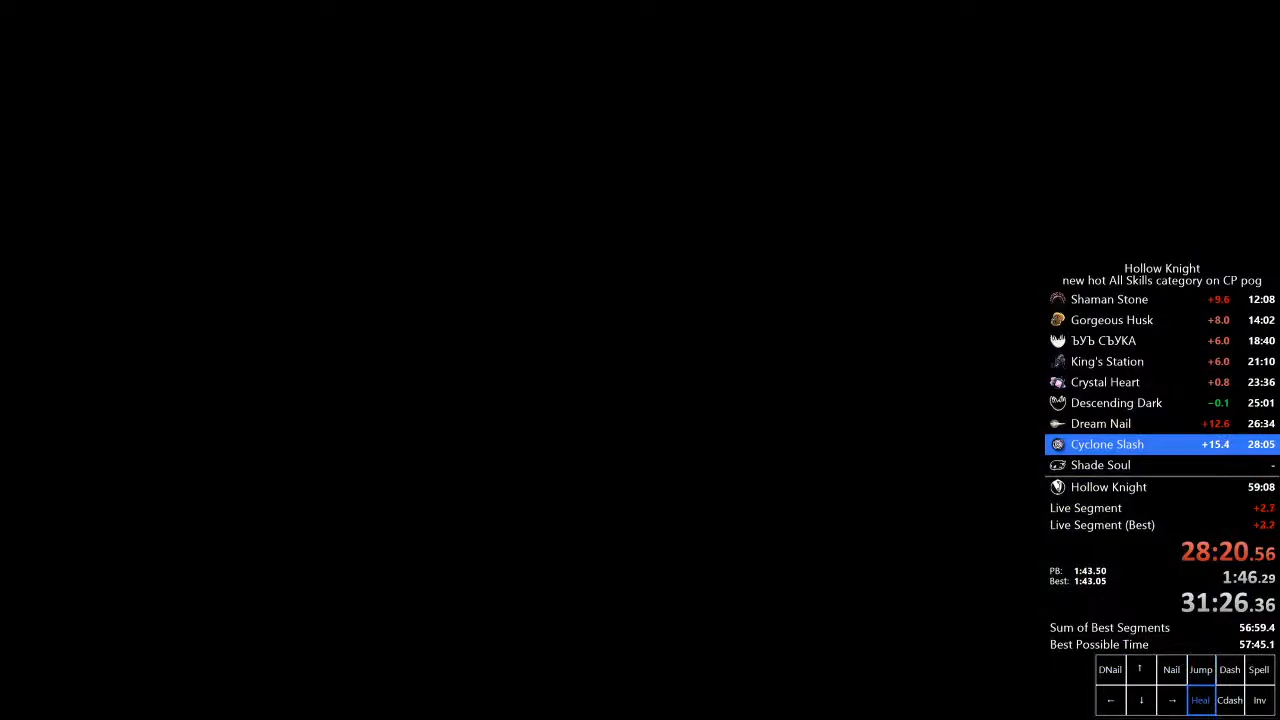 Hollow Knight
new hot All Skills category on CP pog
Shaman Stone +9.6 12:08
Gorgeous Husk +8.0 14:02
ЪУЪ СЪУКА +6.0 18:40
King's Station +6.0 21:10
Crystal Heart +0.8 23:36
Descending Dark −0.1 25:01
Dream Nail +12.6 26:34
Cyclone Slash +15.4 28:05
Shade Soul -
Hollow Knight 59:08
Live Segment +2.7
Live Segment (Best) +3.2
28:20.56
PB: 1:43.50
Best: 1:43.05
1:46.29
31:26.36
Sum of Best Segments 56:59.4
Best Possible Time 57:45.1
DNail ↑ Nail Jump Dash Spell
← ↓ → Heal Cdash Inv